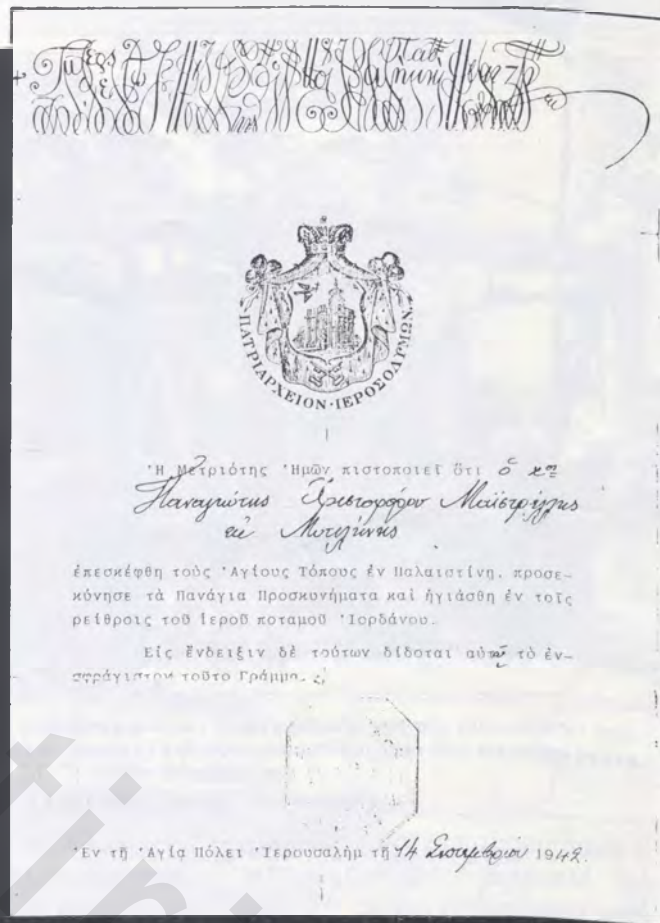 ΠΑΤΡΙΑΡΧΕΙΟΝ·ΙΕΡΟΣΟΛΥΜΩΝ
Ἡ Μετριότης Ἡμῶν πιστοποιεῖ ὅτι ὁ κος
Παναγιώτης Χριστοφόρου Μαϊστρέλλης
ἐκ Μυτιλήνης
ἐπεσκέφθη τοὺς Ἁγίους Τόπους ἐν Παλαιστίνῃ, προσε-
κύνησε τὰ Πανάγια Προσκυνήματα καὶ ἡγιάσθη ἐν τοῖς
ρείθροις τοῦ ἱεροῦ ποταμοῦ Ἰορδάνου.
Εἰς ἔνδειξιν δὲ τούτων δίδοται αὐτῷ τὸ ἐν-
σφράγιστον τοῦτο Γράμμα.
Ἐν τῇ Ἁγίᾳ Πόλει Ἱερουσαλὴμ τῇ 14 1942.